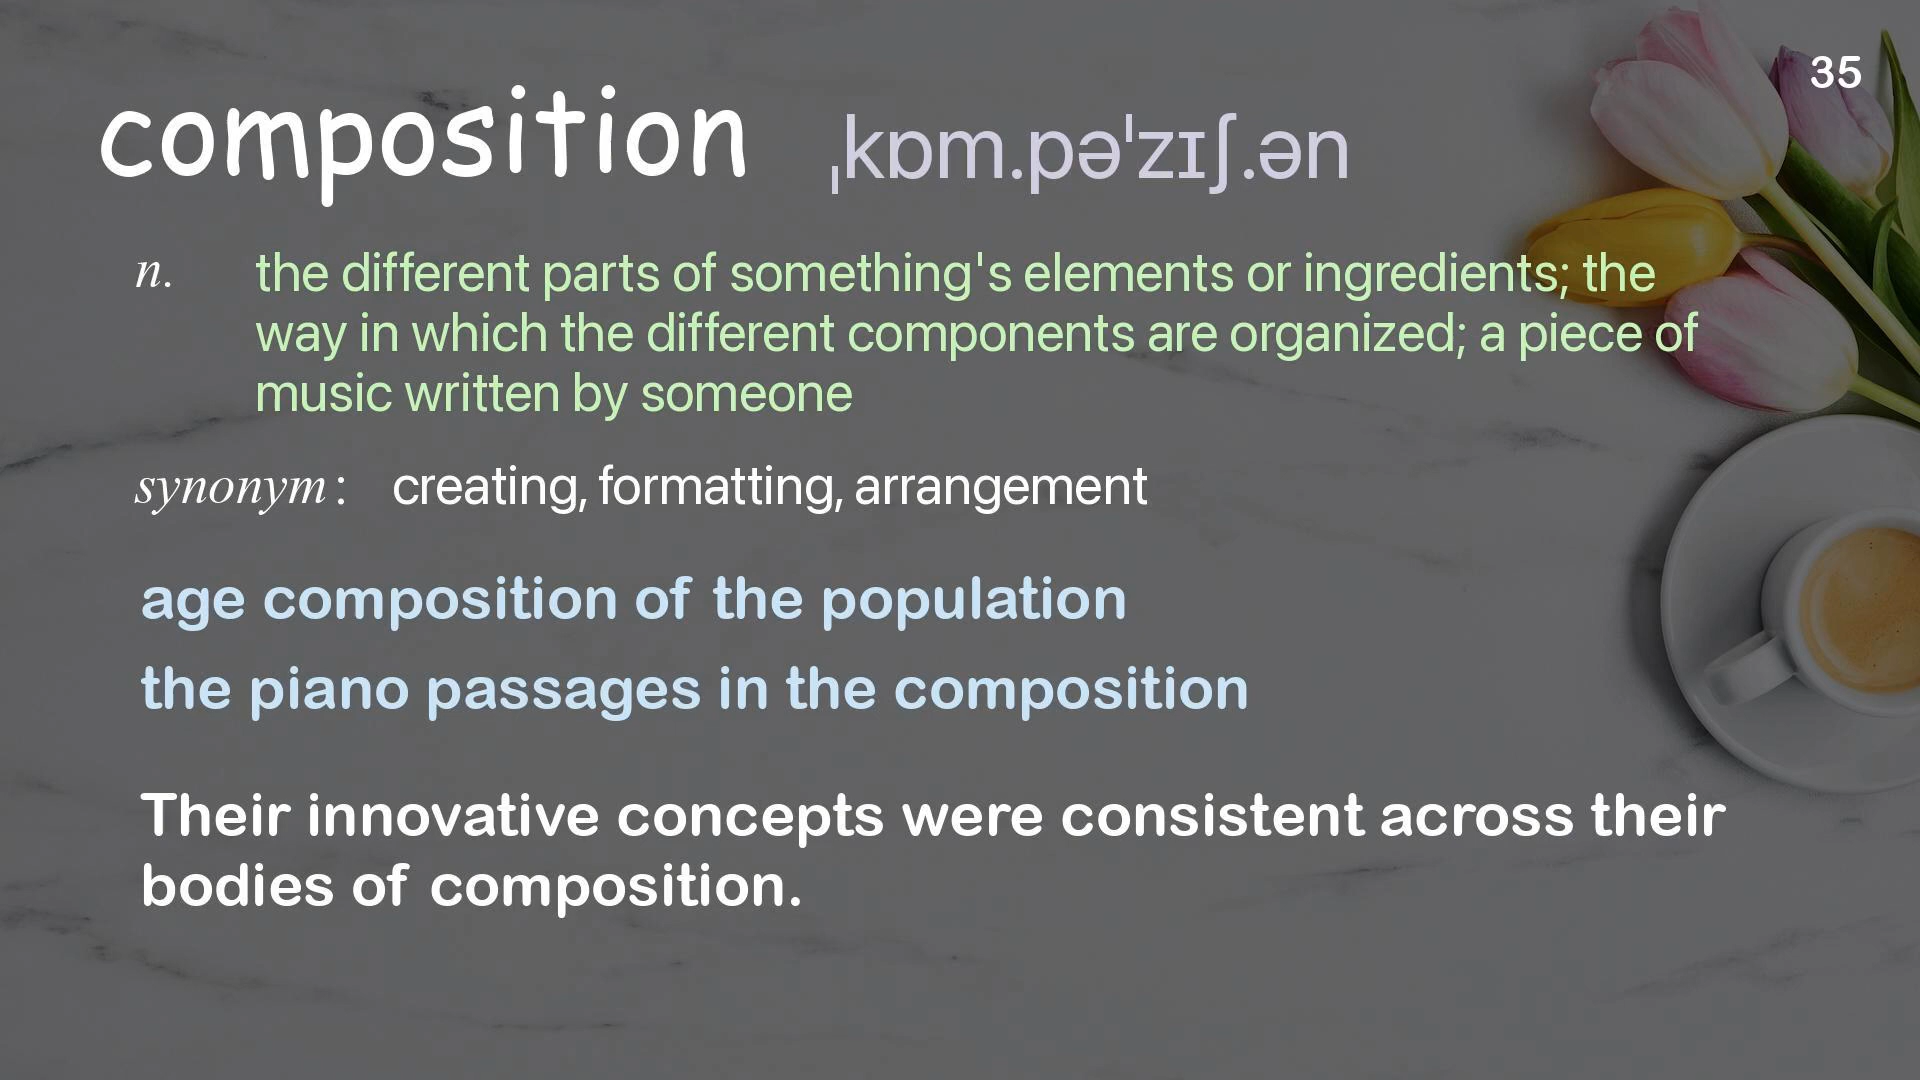 35
composition ˌkɒm.pəˈzɪʃ.ən
n. the different parts of something's elements or ingredients; the
way in which the different components are organized; a piece of
music written by someone
synonym: creating, formatting, arrangement
age composition of the population
the piano passages in the composition
Their innovative concepts were consistent across their
bodies of composition.